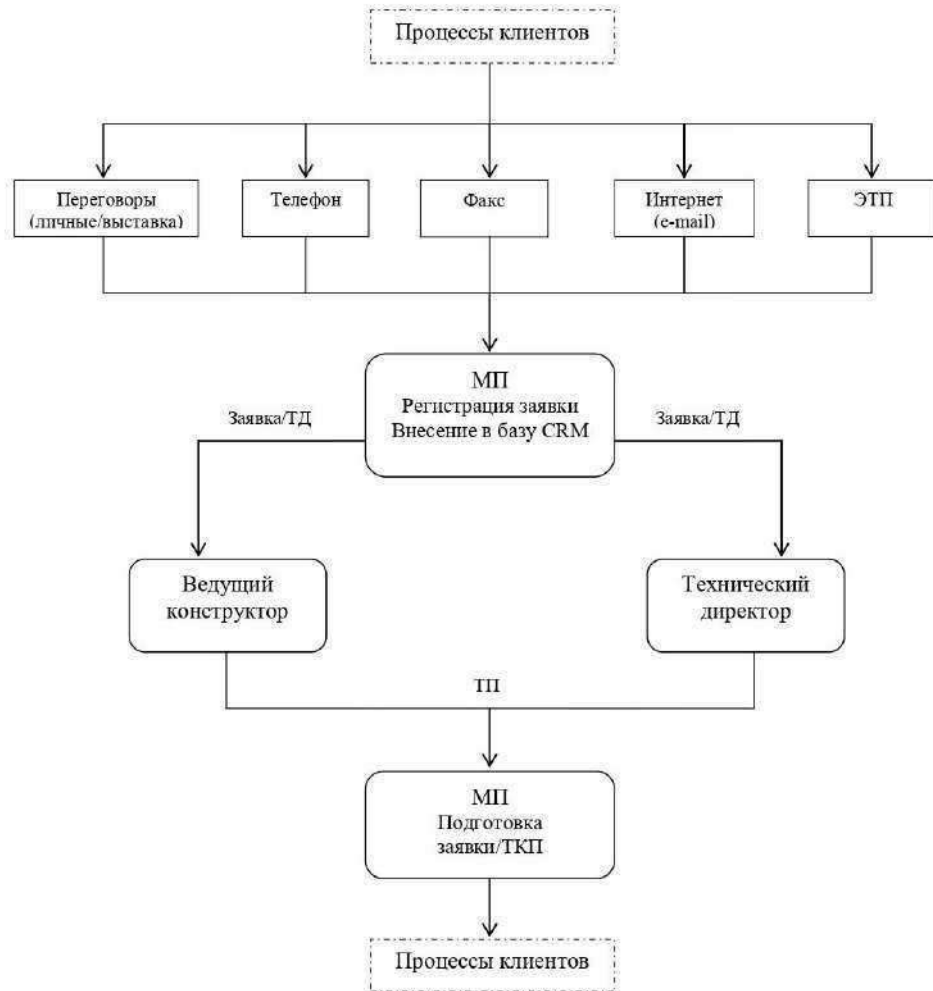 Процессы клиентов
Переговоры
(личные/выставка)
Телефон
Факс
Интернет
(e-mail)
ЭТП
МП
Регистрация заявки
Внесение в базу CRM
Заявка/ТД
Заявка/ТД
Ведущий
конструктор
Технический
директор
ТП
МП
Подготовка
заявки/ТКП
Процессы клиентов